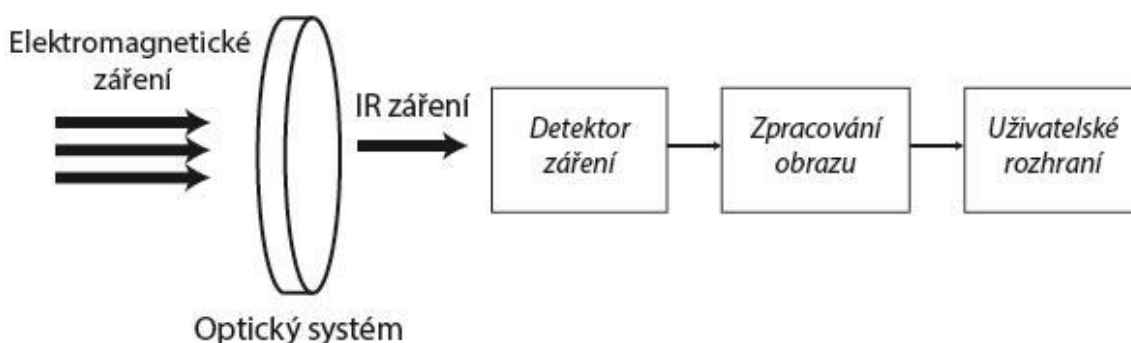 Elektromagnetické
záření
IR záření
Detektor
záření
Zpracování
obrazu
Uživatelské
rozhraní
Optický systém